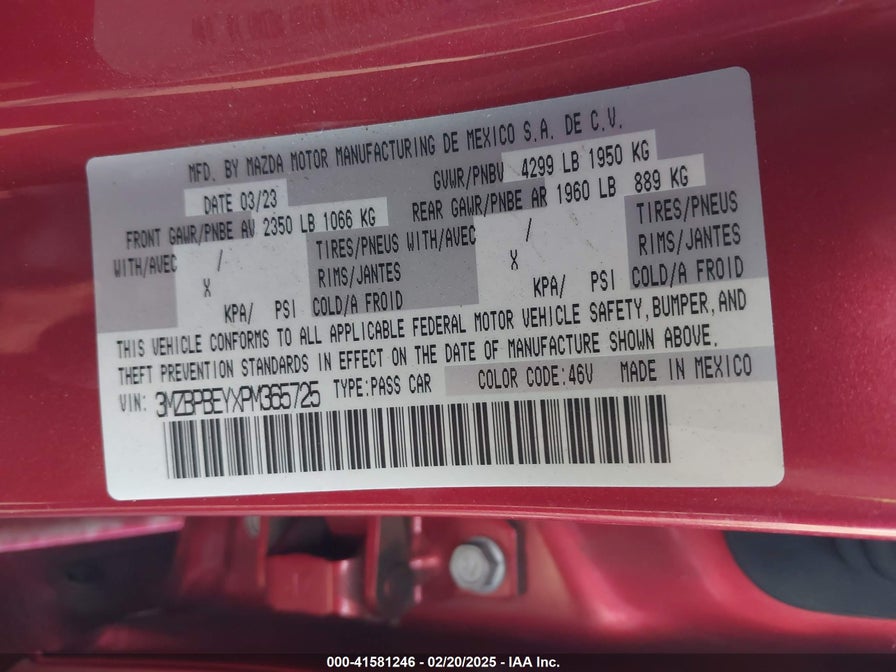 MFD. BY MAZDA MOTOR MANUFACTURING DE MEXICO S.A. DE C.V.
DATE 03/23 GVWR/PNBV 4299 LB 1950 KG
FRONT GAWR/PNBE AV 2350 LB 1066 KG REAR GAWR/PNBE AR 1960 LB 889 KG
WITH/AVEC / TIRES/PNEUS WITH/AVEC / TIRES/PNEUS
X RIMS/JANTES X RIMS/JANTES
KPA/ PSI COLD/A FROID KPA/ PSI COLD/A FROID
THIS VEHICLE CONFORMS TO ALL APPLICABLE FEDERAL MOTOR VEHICLE SAFETY, BUMPER, AND
THEFT PREVENTION STANDARDS IN EFFECT ON THE DATE OF MANUFACTURE SHOWN ABOVE.
VIN: 3MZBPBEYXPM365725 TYPE:PASS CAR COLOR CODE:46V MADE IN MEXICO
000-41581246 - 02/20/2025 - IAA Inc.